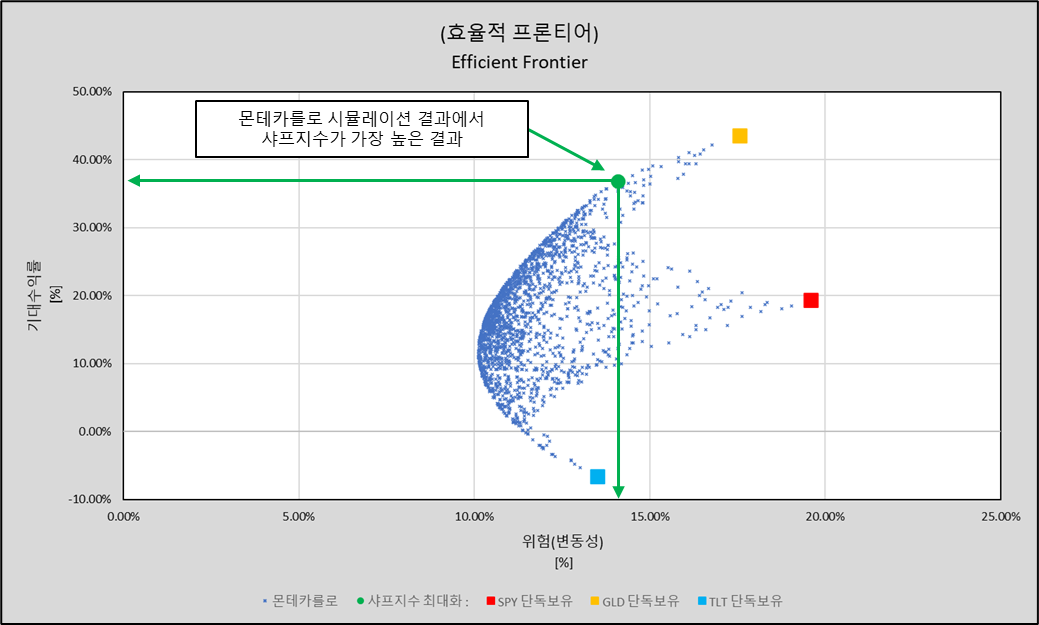 (효율적 프론티어)
Efficient Frontier
몬테카를로 시뮬레이션 결과에서
샤프지수가 가장 높은 결과
50.00%
40.00%
30.00%
20.00%
10.00%
0.00%
-10.00%
기대수익률
[%]
0.00%
5.00%
10.00%
15.00%
20.00%
25.00%
위험(변동성)
[%]
몬테카를로
샤프지수 최대화 :
SPY 단독보유
GLD 단독보유
TLT 단독보유